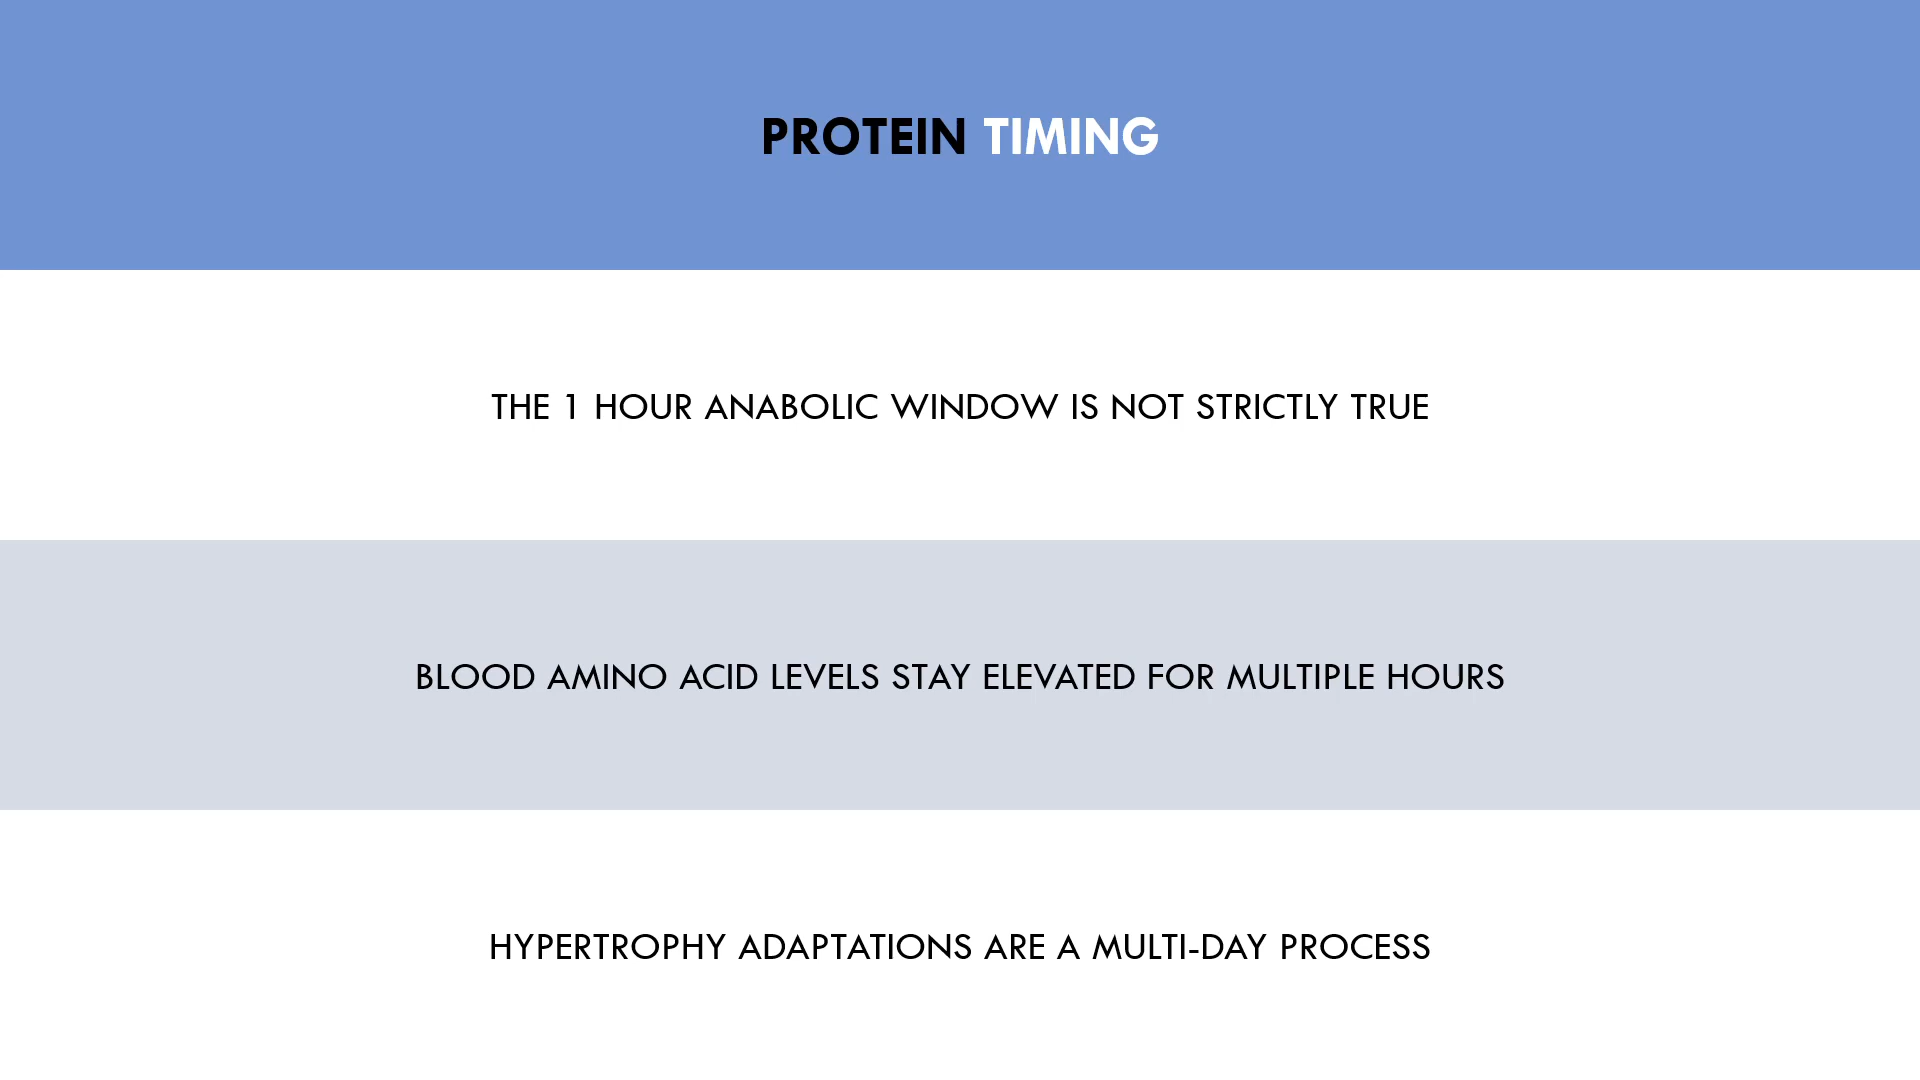 PROTEIN TIMING
THE 1 HOUR ANABOLIC WINDOW IS NOT STRICTLY TRUE
BLOOD AMINO ACID LEVELS STAY ELEVATED FOR MULTIPLE HOURS
HYPERTROPHY ADAPTATIONS ARE A MULTI-DAY PROCESS